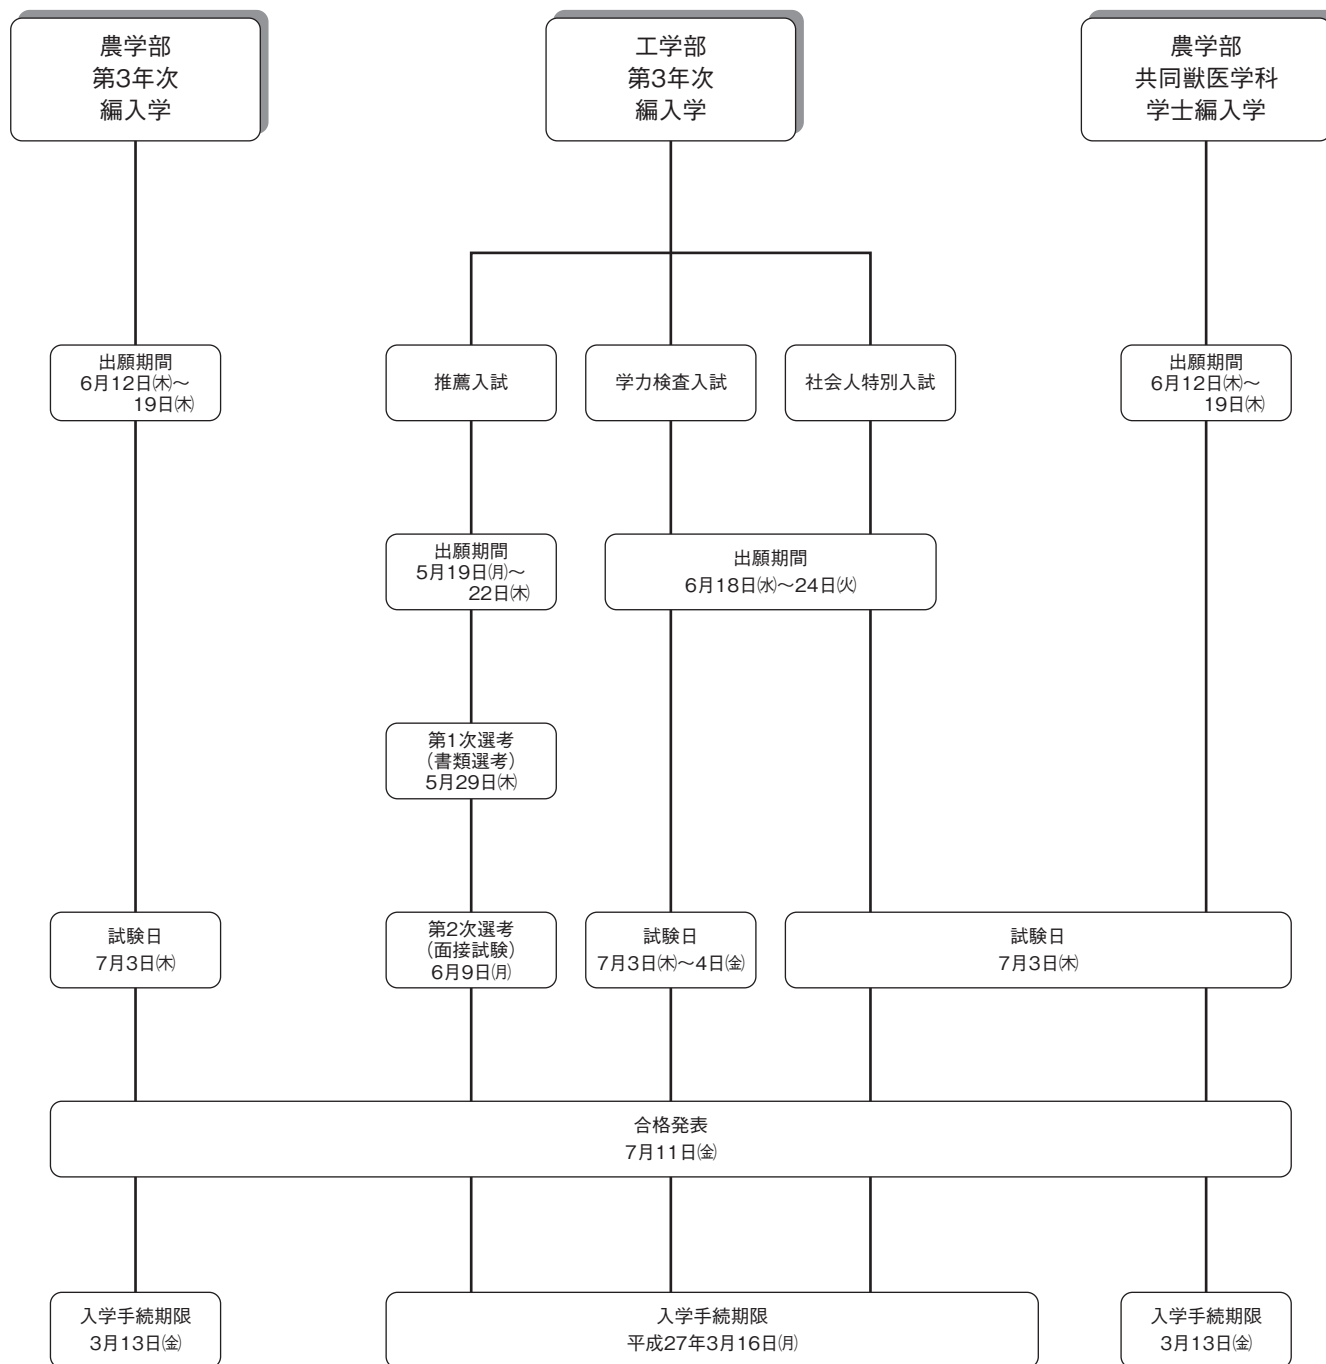 農学部
第3年次
編入学
工学部
第3年次
編入学
農学部
共同獣医学科
学士編入学
出願期間
6月12日㈭～
19日㈭
推薦入試
学力検査入試
社会人特別入試
出願期間
6月12日㈭～
19日㈭
出願期間
5月19日㈪～
22日㈭
出願期間
6月18日㈬～24日㈫
第1次選考
（書類選考）
5月29日㈭
試験日
7月3日㈭
第2次選考
（面接試験）
6月9日㈪
試験日
7月3日㈭～4日㈮
試験日
7月3日㈭
合格発表
7月11日㈮
入学手続期限
3月13日㈮
入学手続期限
平成27年3月16日㈪
入学手続期限
3月13日㈮